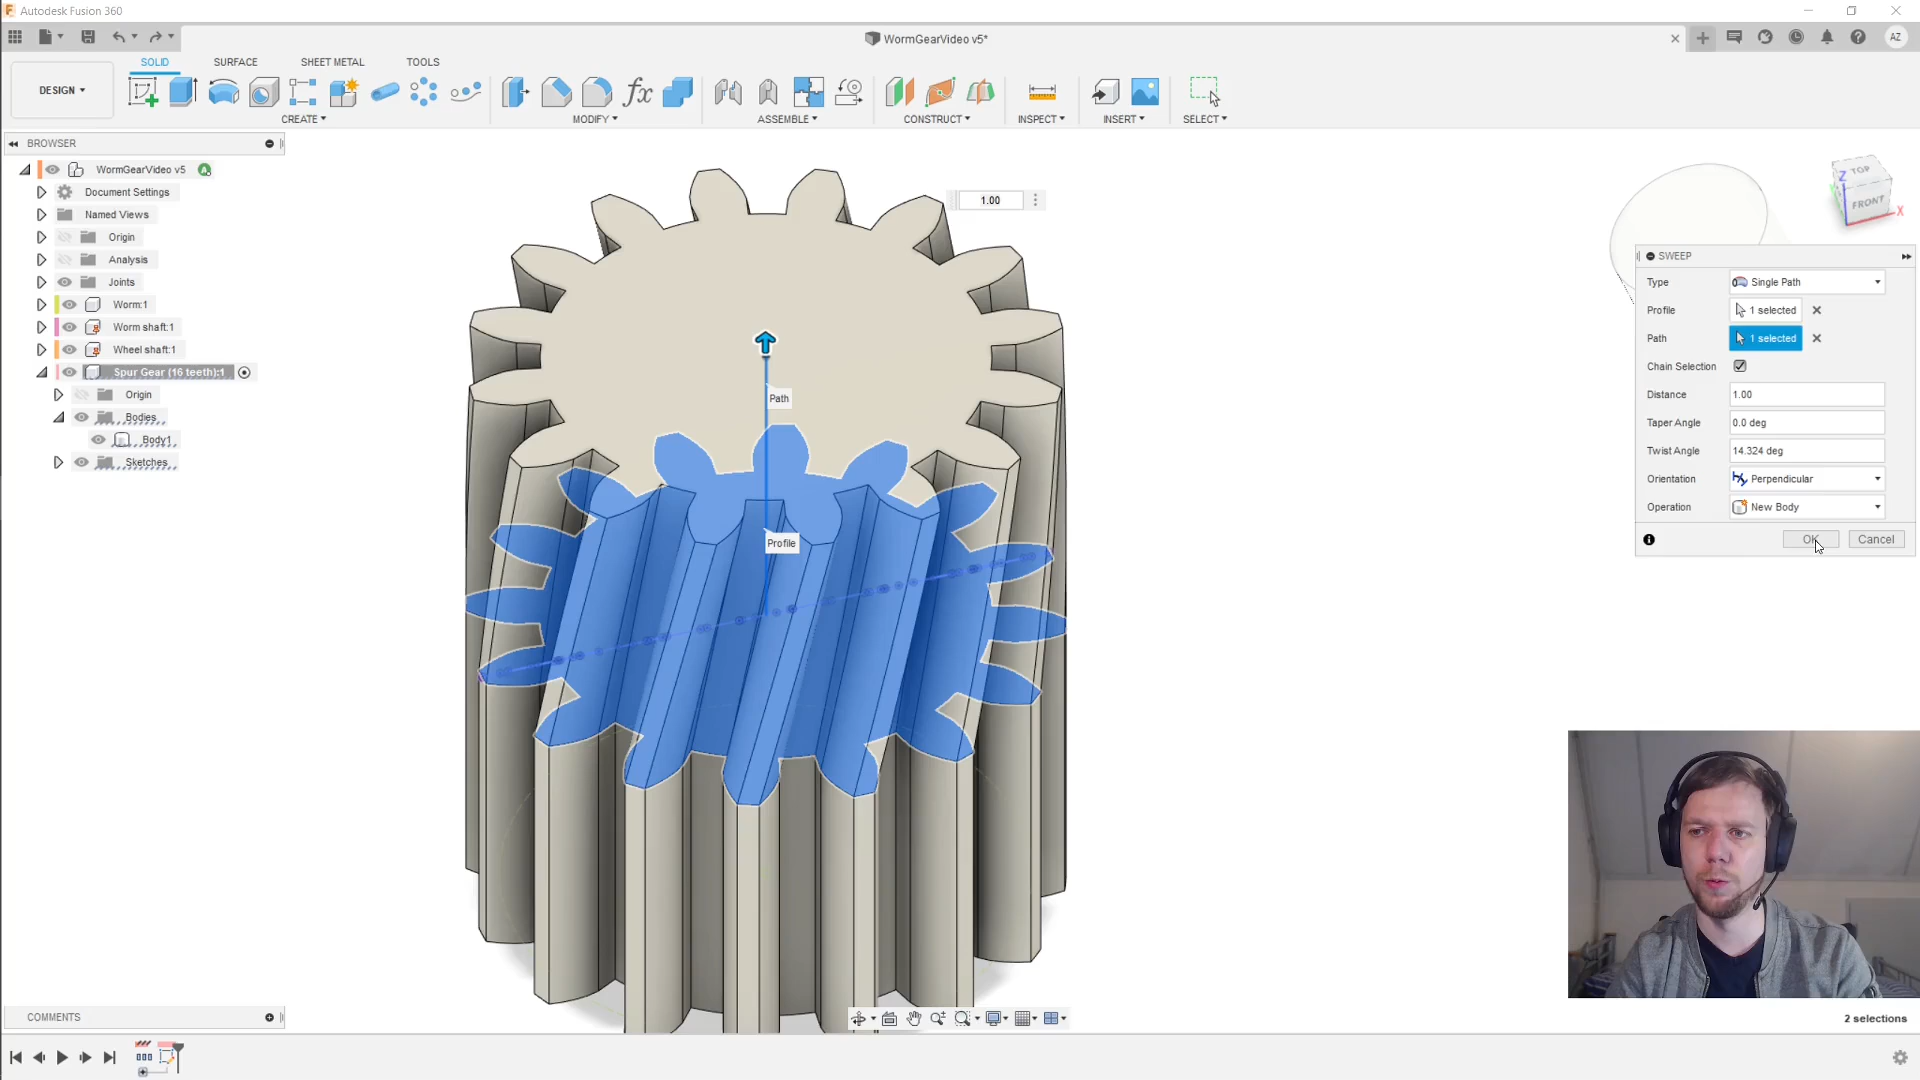 Autodesk Fusion 360
WormGearVideo v5*
AZ
SOLID
SURFACE
SHEET METAL
TOOLS
DESIGN
CREATE
MODIFY
ASSEMBLE
CONSTRUCT
INSPECT
INSERT
SELECT
BROWSER
WormGearVideo v5
Document Settings
Named Views
Origin
Analysis
Joints
Worm:1
Worm shaft:1
Wheel shaft:1
Spur Gear (16 teeth):1
Origin
Bodies
Body1
Sketches
1.00
Path
Profile
TOP
FRONT
Z
X
SWEEP
Type Single Path
Profile 1 selected
Path 1 selected
Chain Selection
Distance 1.00
Taper Angle 0.0 deg
Twist Angle 14.324 deg
Orientation Perpendicular
Operation New Body
OK Cancel
COMMENTS
2 selections